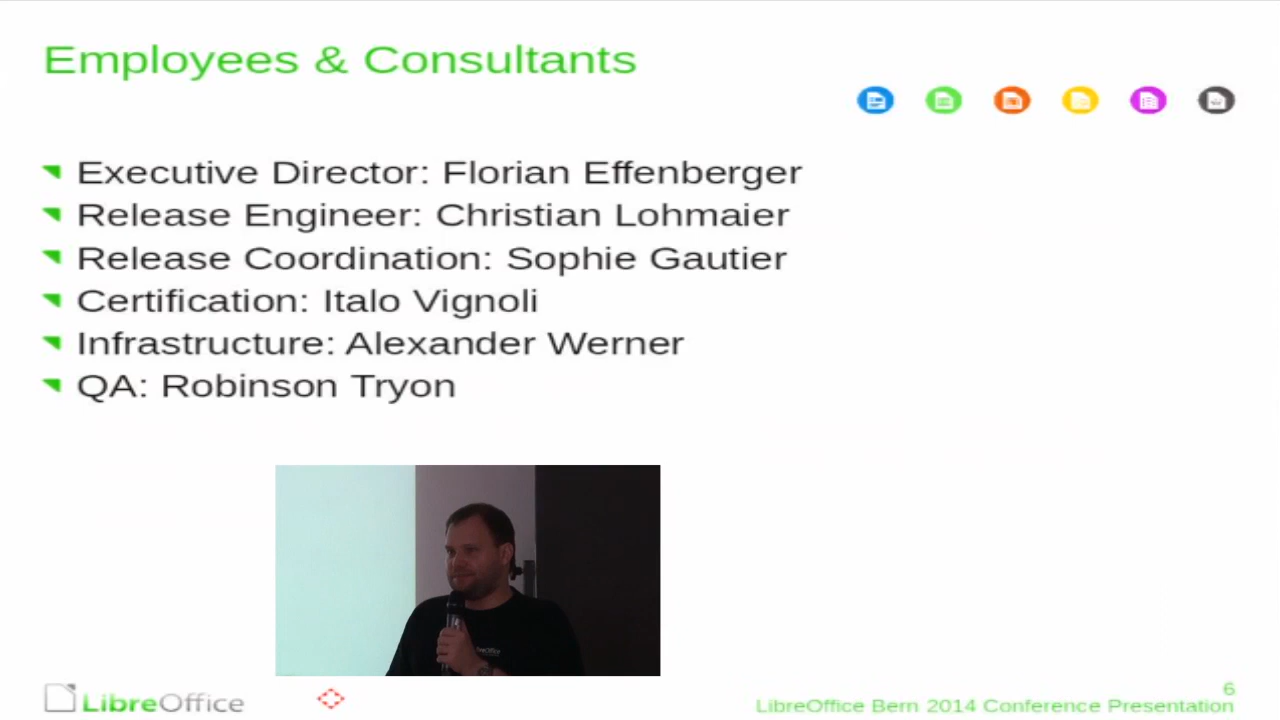 Employees & Consultants
Executive Director: Florian Effenberger
Release Engineer: Christian Lohmaier
Release Coordination: Sophie Gautier
Certification: Italo Vignoli
Infrastructure: Alexander Werner
QA: Robinson Tryon
LibreOffice
6
LibreOffice Bern 2014 Conference Presentation